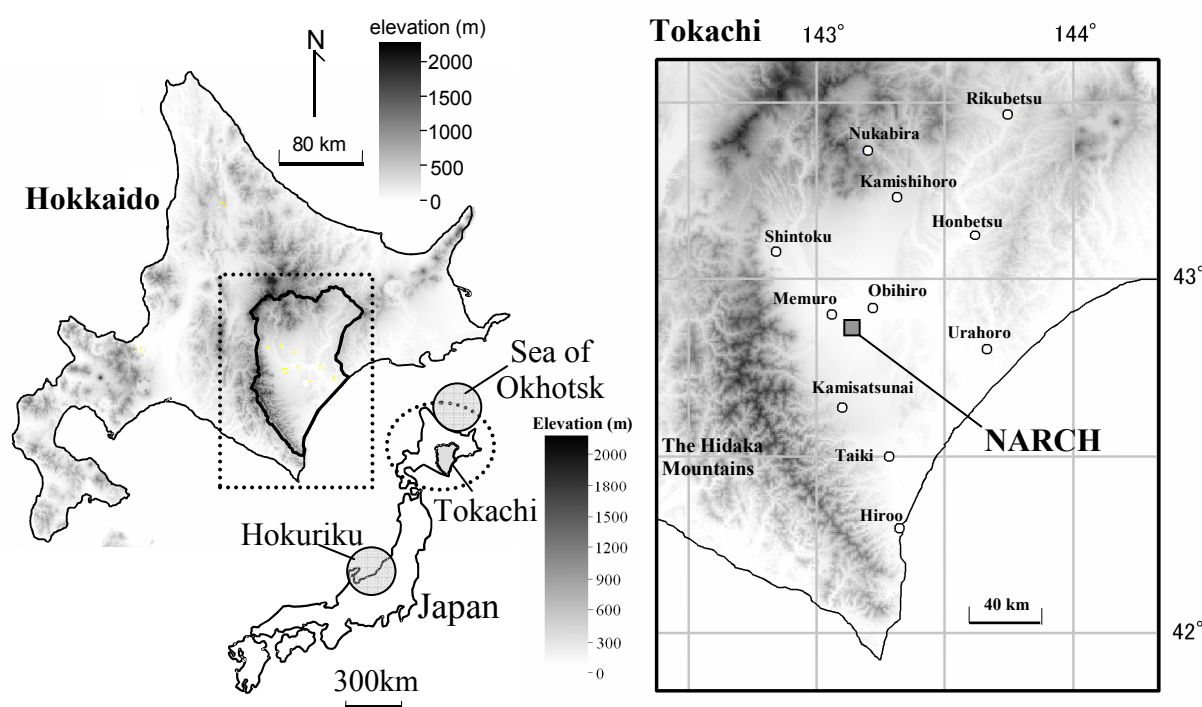 elevation (m)
2000
1500
1000
500
0
N
80 km
Hokkaido
Sea of
Okhotsk
Tokachi
Hokuriku
Japan
300km
Elevation (m)
2000
1800
1500
1200
900
600
300
0
Tokachi
143°
144°
Rikubetsu
Nukabira
Kamishihoro
Honbetsu
Shintoku
43°
Memuro
Obihiro
Urahoro
Kamisatsunai
NARCH
The Hidaka
Mountains
Taiki
Hiroo
40 km
42°